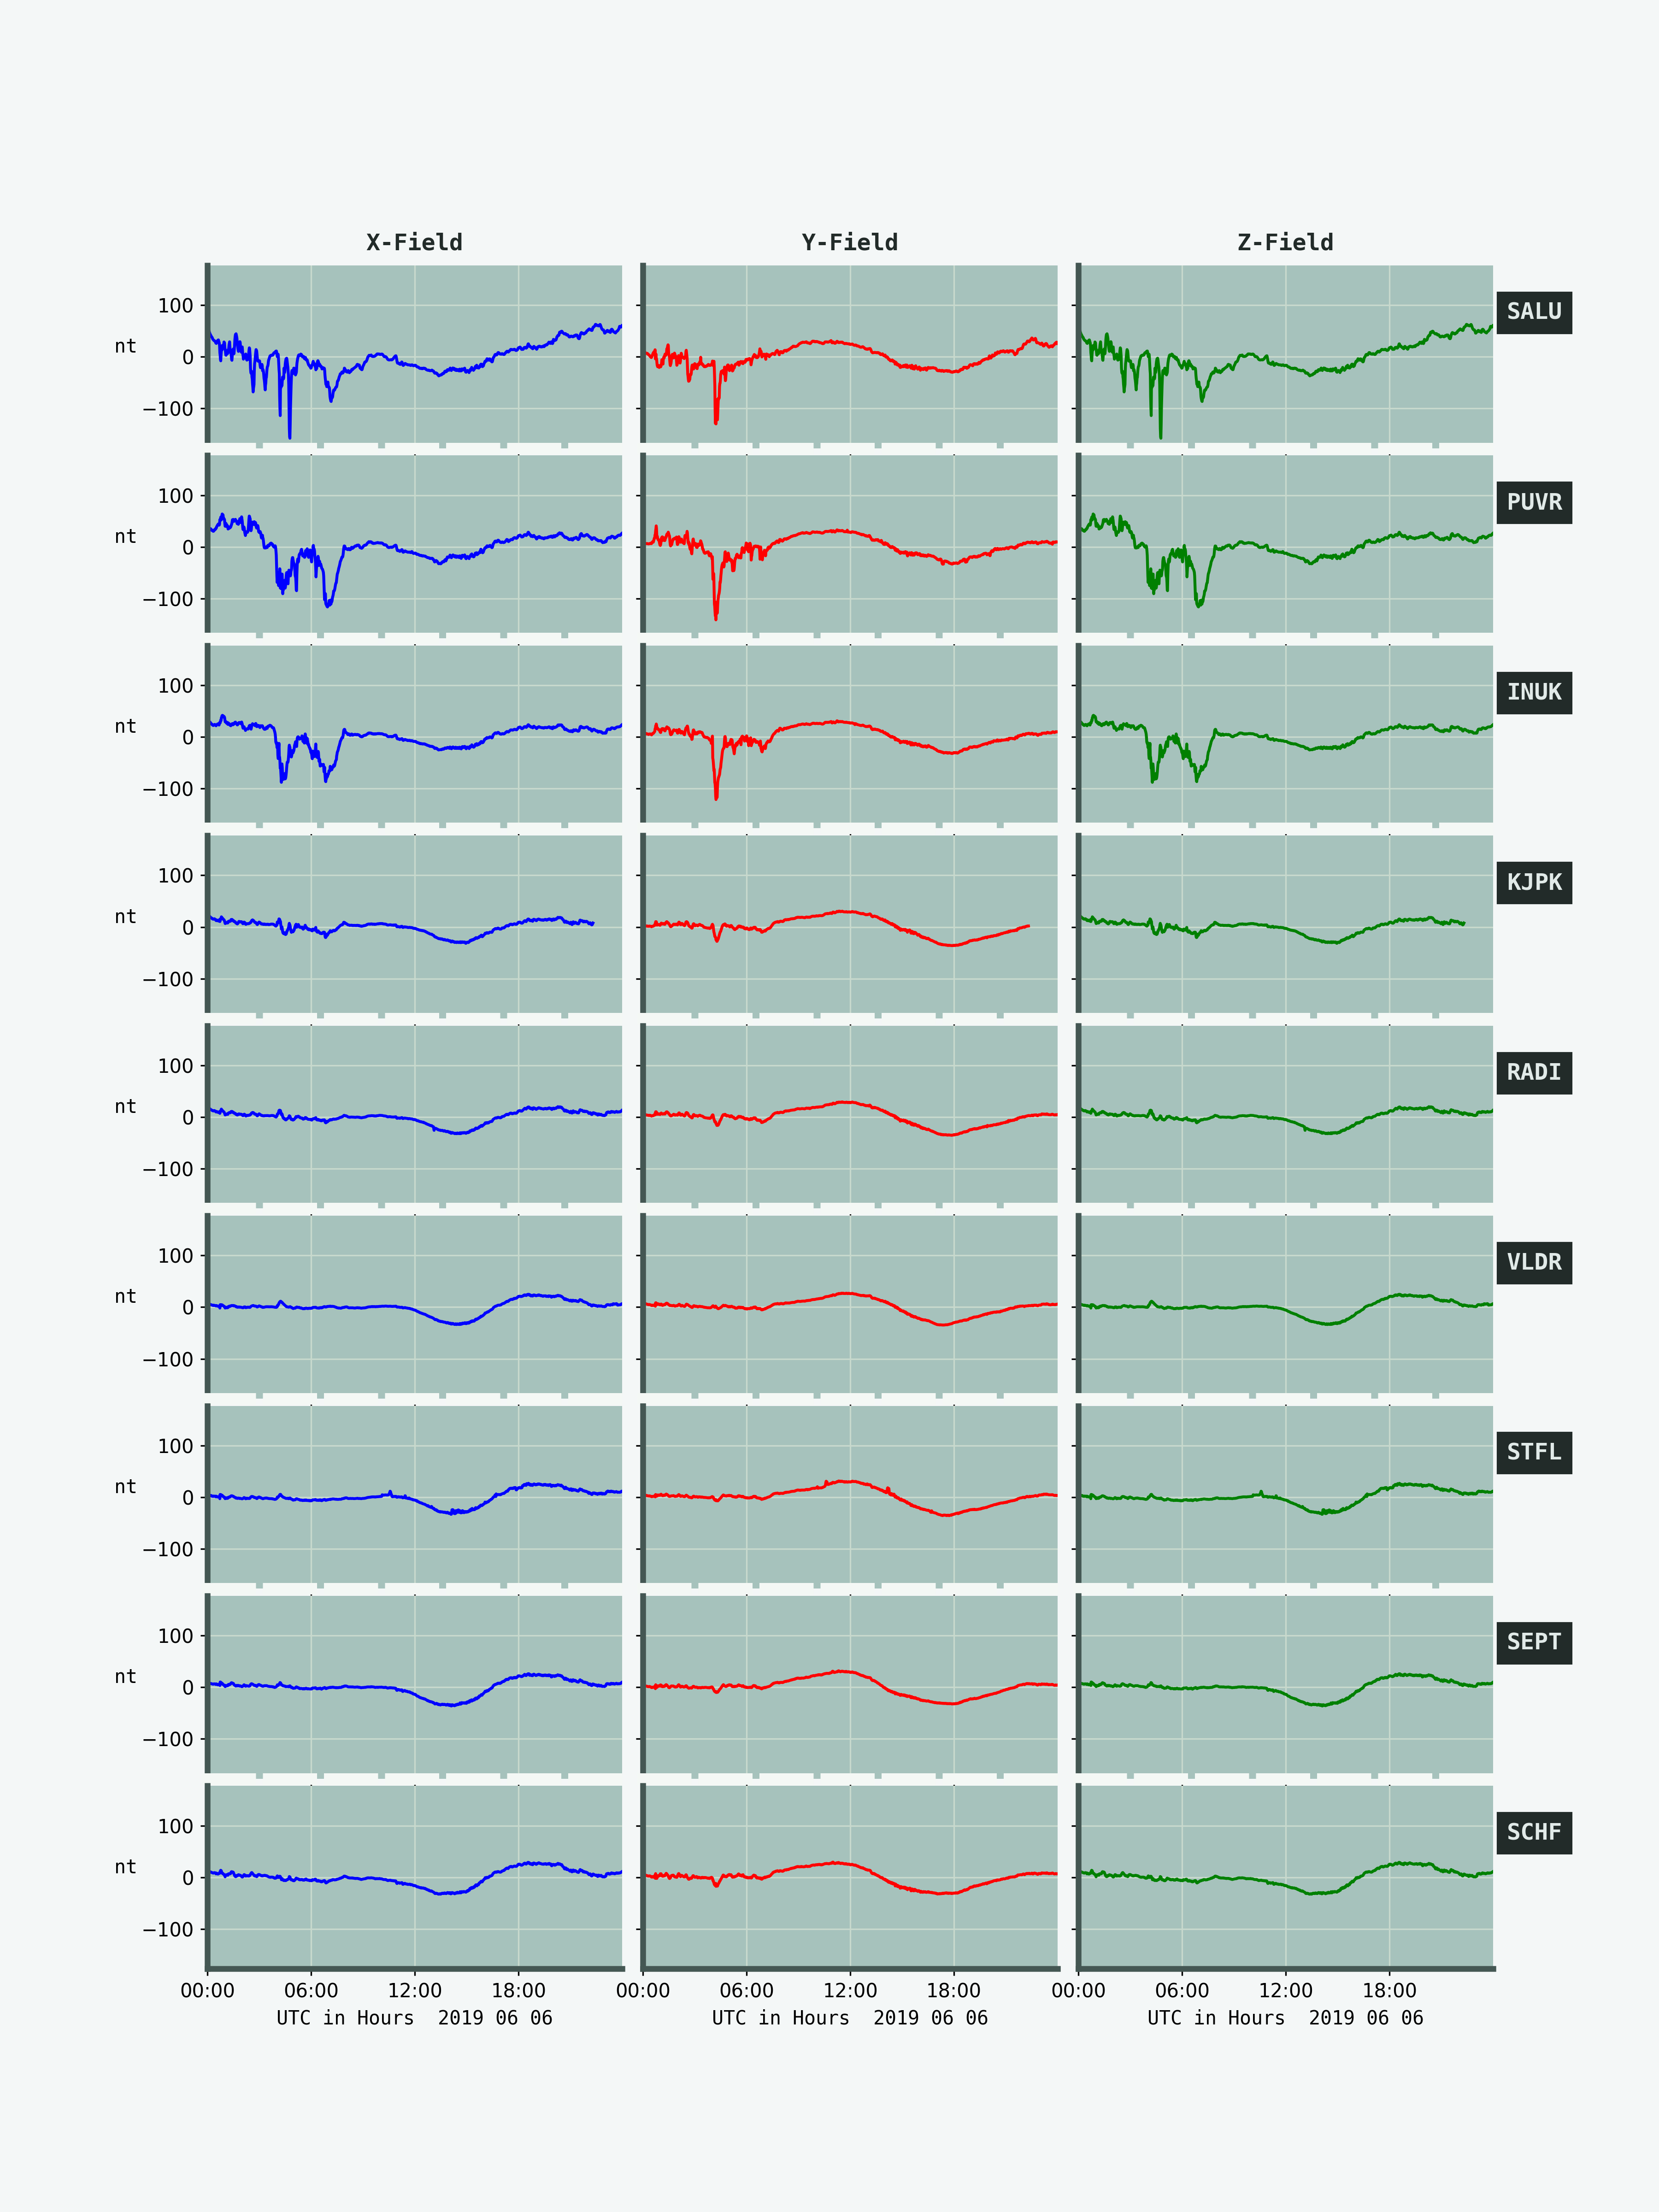 X-Field Y-Field Z-Field
100
nt 0
−100
SALU
100
nt 0
−100
PUVR
100
nt 0
−100
INUK
100
nt 0
−100
KJPK
100
nt 0
−100
RADI
100
nt 0
−100
VLDR
100
nt 0
−100
STFL
100
nt 0
−100
SEPT
100
nt 0
−100
SCHF
00:00 06:00 12:00 18:00 00:00 06:00 12:00 18:00 00:00 06:00 12:00 18:00
UTC in Hours 2019 06 06 UTC in Hours 2019 06 06 UTC in Hours 2019 06 06